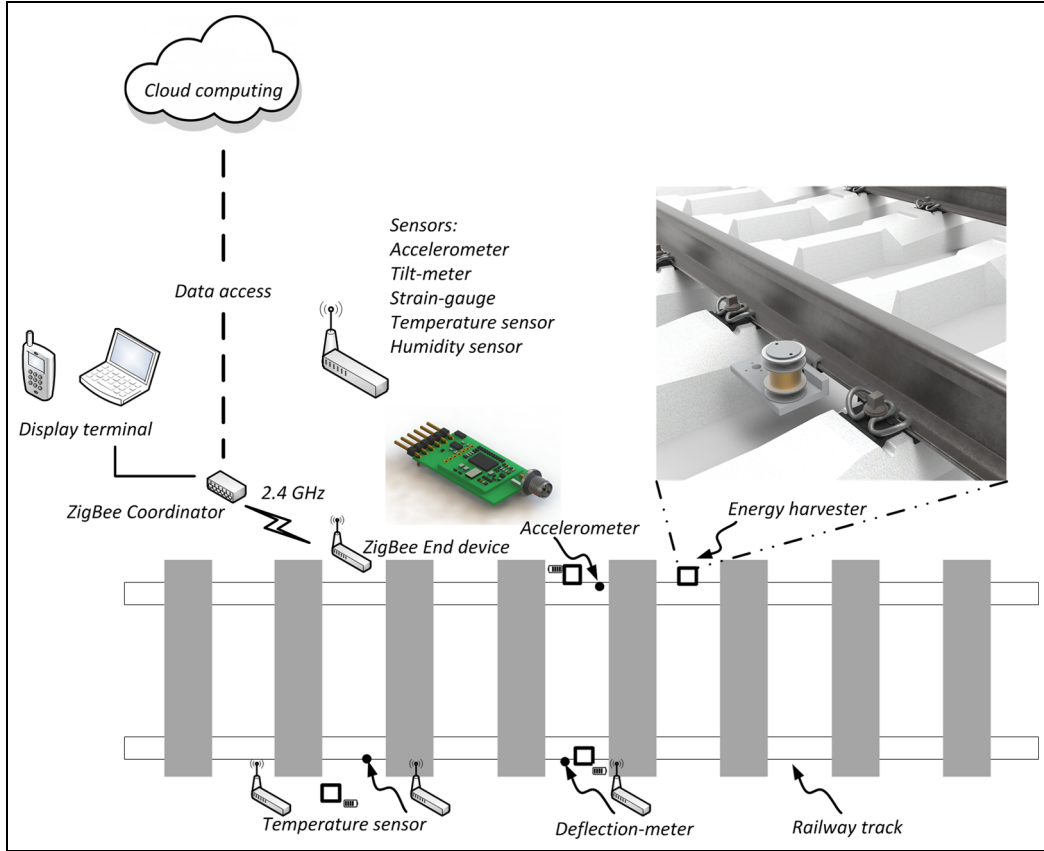 Cloud computing
Sensors:
Accelerometer
Tilt-meter
Strain-gauge
Temperature sensor
Humidity sensor
Data access
Display terminal
2.4 GHz
ZigBee Coordinator
ZigBee End device
Accelerometer
Energy harvester
Temperature sensor
Deflection-meter
Railway track